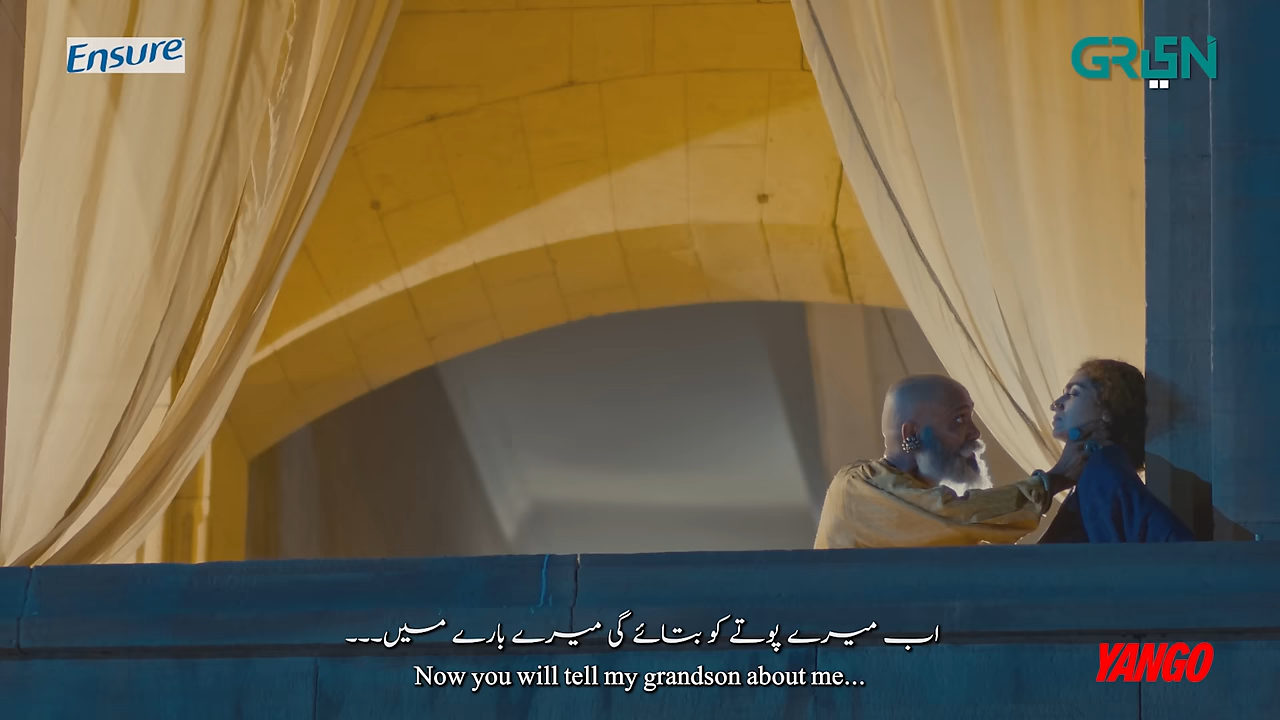 Ensure
GREEN
اب میرے پوتے کو بتائے گی میرے بارے میں۔۔۔
Now you will tell my grandson about me...
YANGO